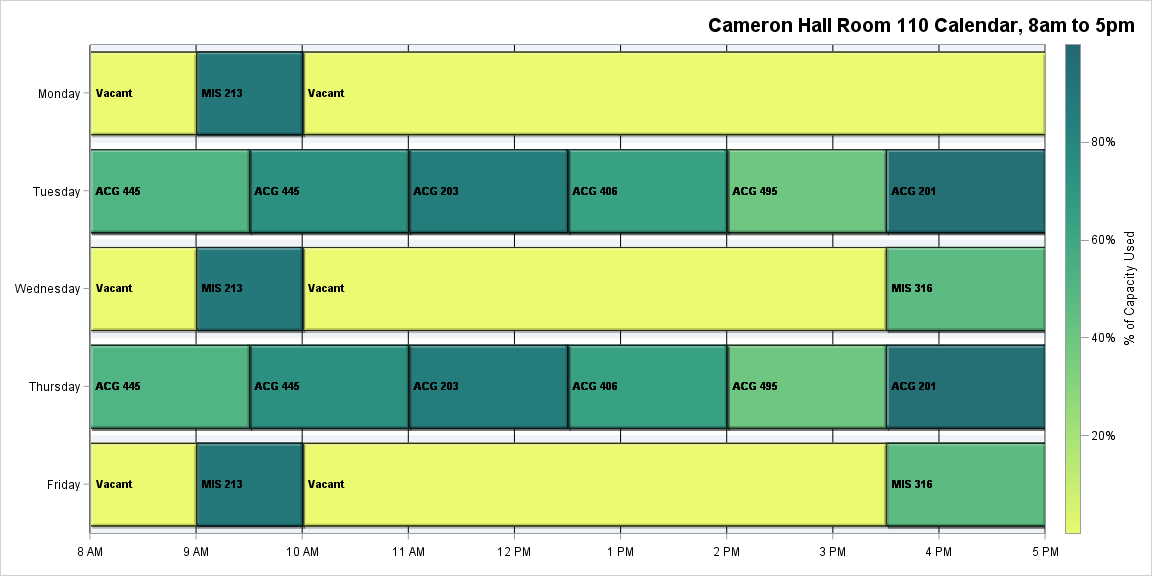 Cameron Hall Room 110 Calendar, 8am to 5pm
Monday
Vacant
MIS 213
Vacant
Tuesday
ACG 445
ACG 445
ACG 203
ACG 406
ACG 495
ACG 201
Wednesday
Vacant
MIS 213
Vacant
MIS 316
Thursday
ACG 445
ACG 445
ACG 203
ACG 406
ACG 495
ACG 201
Friday
Vacant
MIS 213
Vacant
MIS 316
8 AM
9 AM
10 AM
11 AM
12 PM
1 PM
2 PM
3 PM
4 PM
5 PM
80%
60%
40%
20%
% of Capacity Used